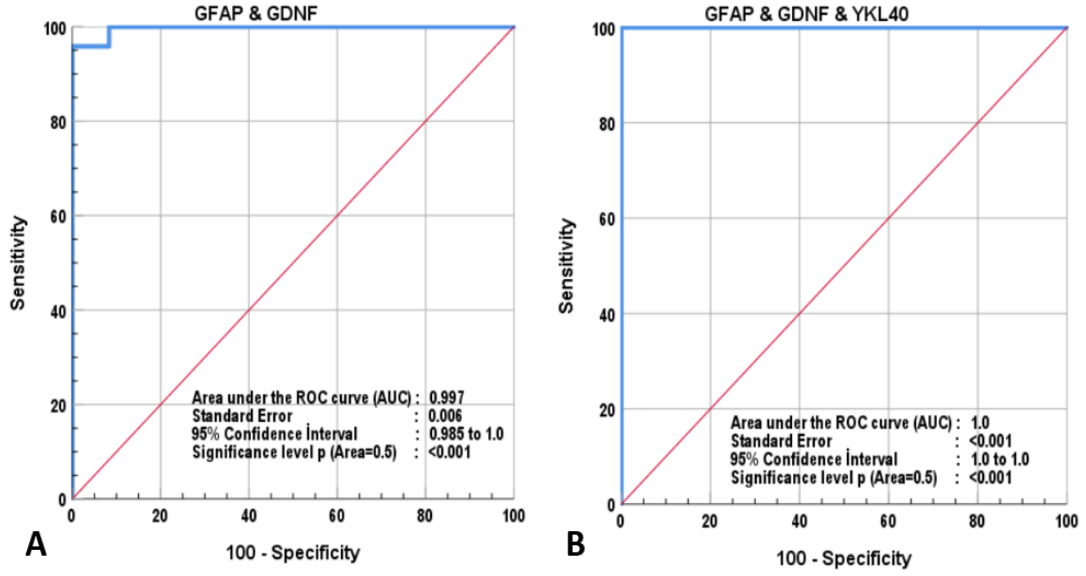 GFAP & GDNF
100
80
60
40
20
0
Sensitivity
Area under the ROC curve (AUC) : 0.997
Standard Error : 0.006
95% Confidence İnterval : 0.985 to 1.0
Significance level p (Area=0.5) : <0.001
0 20 40 60 80 100
100 - Specificity
A
GFAP & GDNF & YKL40
100
80
60
40
20
0
Sensitivity
Area under the ROC curve (AUC) : 1.0
Standard Error : <0.001
95% Confidence İnterval : 1.0 to 1.0
Significance level p (Area=0.5) : <0.001
0 20 40 60 80 100
100 - Specificity
B